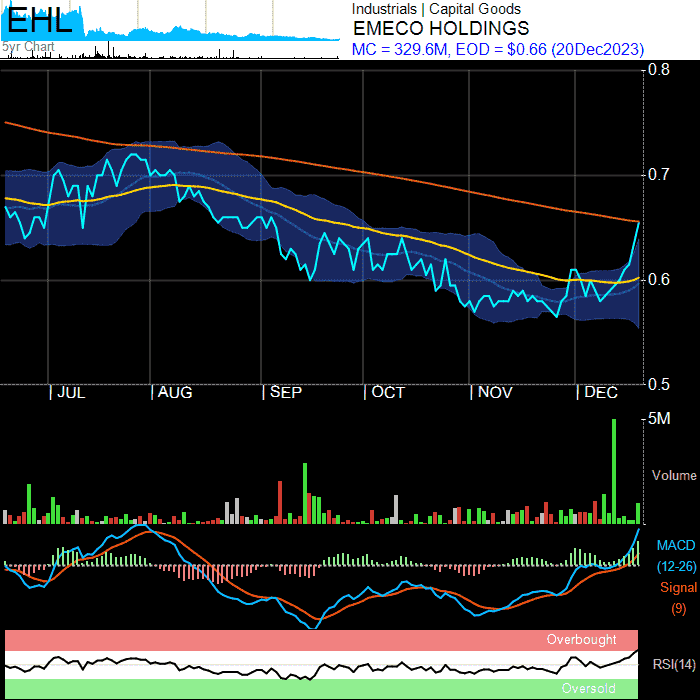 EHL
5yr Chart
Industrials | Capital Goods
EMECO HOLDINGS
MC = 329.6M, EOD = $0.66 (20Dec2023)
0.8
0.7
0.6
0.5
| JUL | AUG | SEP | OCT | NOV | DEC
5M
Volume
MACD
(12-26)
Signal
(9)
Overbought
RSI(14)
Oversold